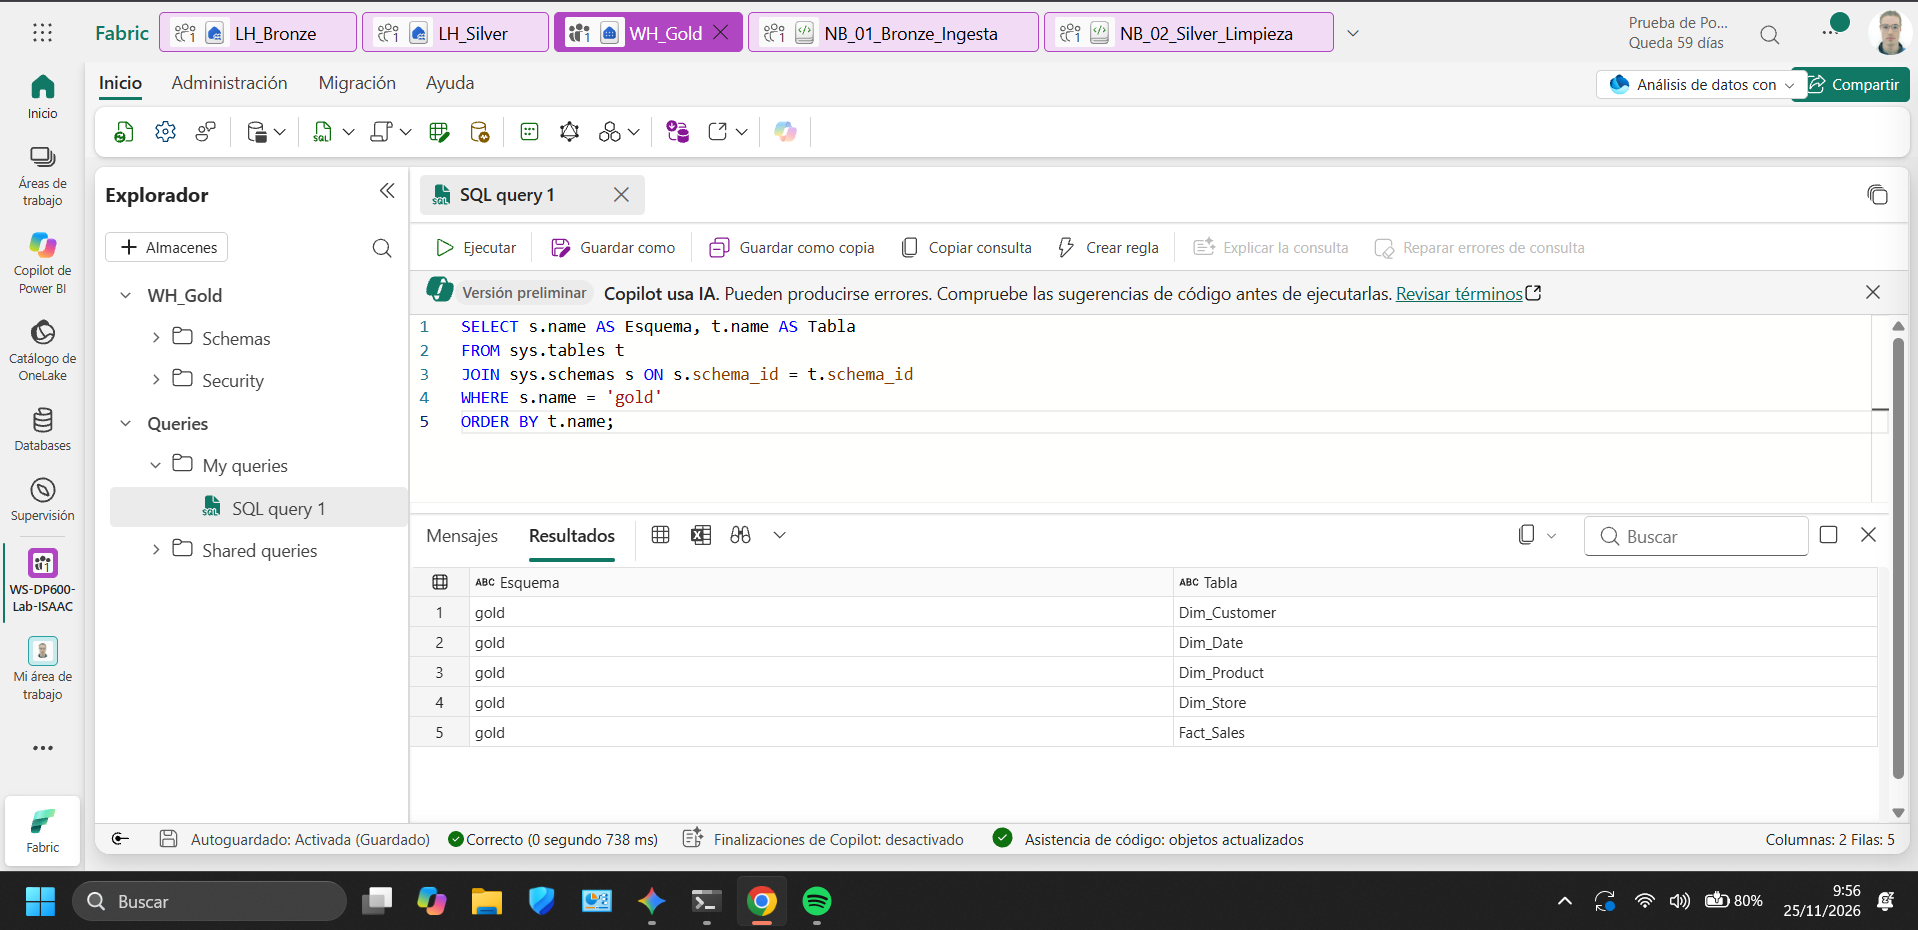 Fabric
1 LH_Bronze
1 LH_Silver
1 WH_Gold
1 NB_01_Bronze_Ingesta
1 NB_02_Silver_Limpieza
Prueba de Po...
Queda 59 días
Inicio
Administración
Migración
Ayuda
Análisis de datos con
Compartir
Inicio
Áreas de
trabajo
Copilot de
Power BI
Catálogo de
OneLake
Databases
Supervisión
WS-DP600-
Lab-ISAAC
Mi área de
trabajo
Fabric
Explorador
Almacenes
WH_Gold
Schemas
Security
Queries
My queries
SQL query 1
Shared queries
SQL query 1
Ejecutar
Guardar como
Guardar como copia
Copiar consulta
Crear regla
Explicar la consulta
Reparar errores de consulta
Versión preliminar Copilot usa IA. Pueden producirse errores. Compruebe las sugerencias de código antes de ejecutarlas. Revisar términos
1 SELECT s.name AS Esquema, t.name AS Tabla
2 FROM sys.tables t
3 JOIN sys.schemas s ON s.schema_id = t.schema_id
4 WHERE s.name = 'gold'
5 ORDER BY t.name;
Mensajes
Resultados
Buscar
ABC Esquema ABC Tabla
1 gold Dim_Customer
2 gold Dim_Date
3 gold Dim_Product
4 gold Dim_Store
5 gold Fact_Sales
Autoguardado: Activada (Guardado)
Correcto (0 segundo 738 ms)
Finalizaciones de Copilot: desactivado
Asistencia de código: objetos actualizados
Columnas: 2 Filas: 5
Buscar
80%
9:56
25/11/2026